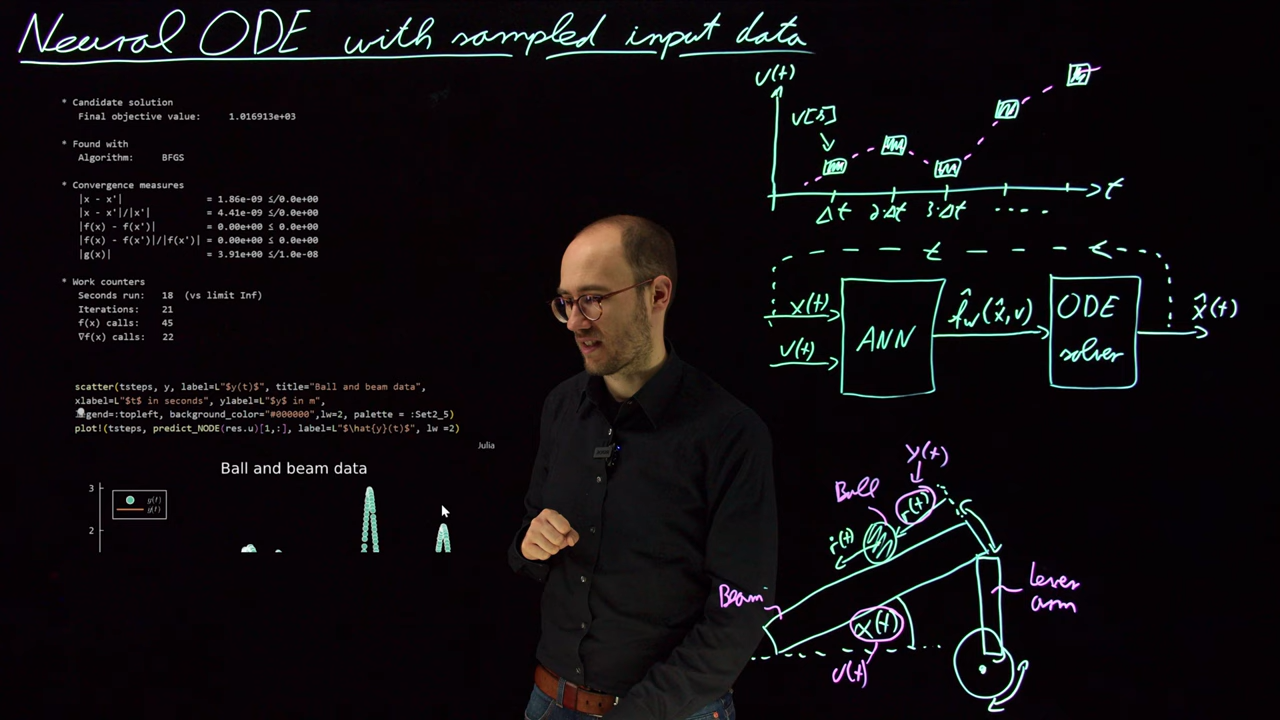 Neural ODE with sampled input data
* Candidate solution
Final objective value: 1.016913e+03
* Found with
Algorithm: BFGS
* Convergence measures
|x - x'| = 1.86e-09 ≤/0.0e+00
|x - x'|/|x'| = 4.41e-09 ≤/0.0e+00
|f(x) - f(x')| = 0.00e+00 ≤ 0.0e+00
|f(x) - f(x')|/|f(x')| = 0.00e+00 ≤ 0.0e+00
|g(x)| = 3.91e+00 ≤/1.0e-08
* Work counters
Seconds run: 18 (vs limit Inf)
Iterations: 21
f(x) calls: 45
∇f(x) calls: 22
scatter(tsteps, y, label=L"$y(t)$", title="Ball and beam data",
xlabel=L"$t$ in seconds", ylabel=L"$y$ in m",
gend=:topleft, background_color="#000000",lw=2, palette = :Set2_5)
plot!(tsteps, predict_NODE(res.u)[1,:], label=L"$\hat{y}(t)$", lw =2)
Julia
Ball and beam data
3
y(t)
ŷ(t)
2
u(t)
t
Δt 2·Δt 3·Δt ....
x(t)
u(t)
ANN
f̂w(x̂,u)
ODE
solver
x̂(t)
y(t)
Ball
r(t)
ṙ(t)
Beam
α(t)
u(t)
Lever
arm